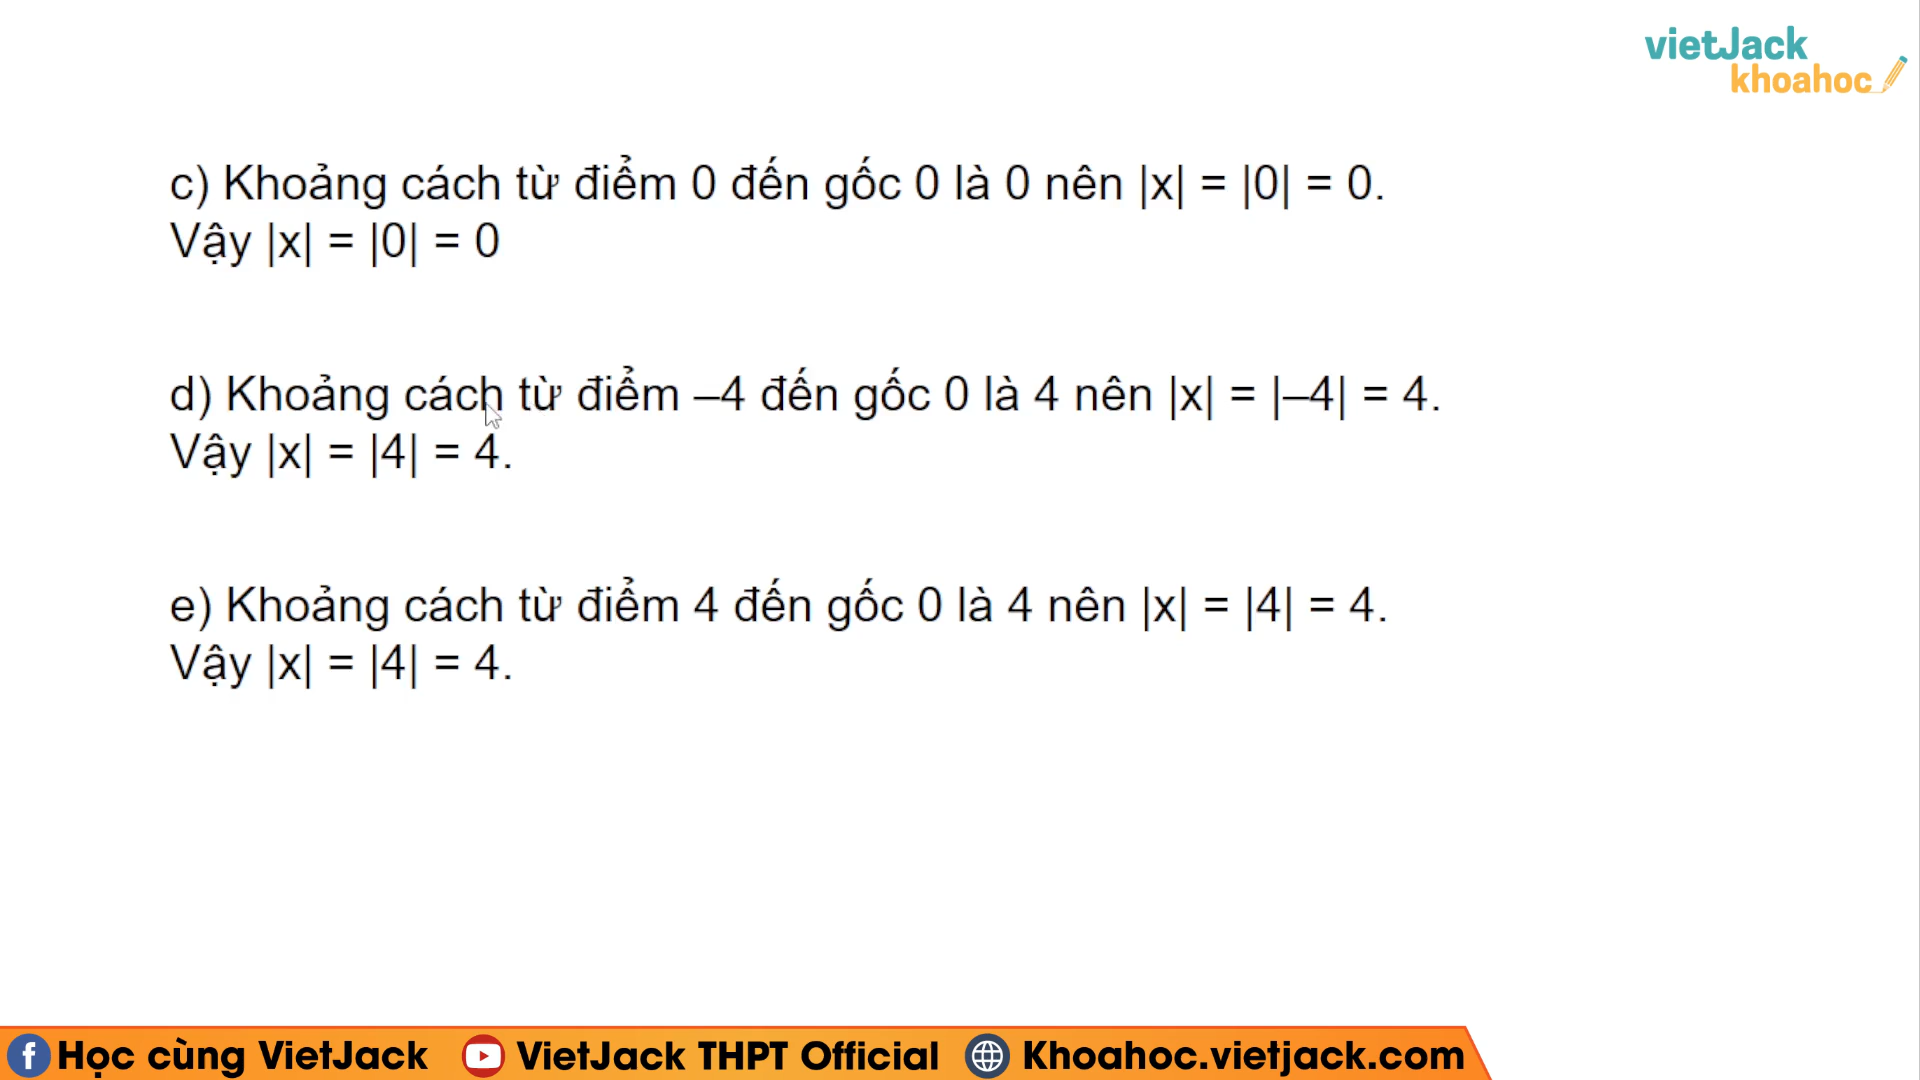 vietJack
khoahoc
c) Khoảng cách từ điểm 0 đến gốc 0 là 0 nên |x| = |0| = 0.
Vậy |x| = |0| = 0
d) Khoảng cách từ điểm –4 đến gốc 0 là 4 nên |x| = |–4| = 4.
Vậy |x| = |4| = 4.
e) Khoảng cách từ điểm 4 đến gốc 0 là 4 nên |x| = |4| = 4.
Vậy |x| = |4| = 4.
Học cùng VietJack VietJack THPT Official Khoahoc.vietjack.com